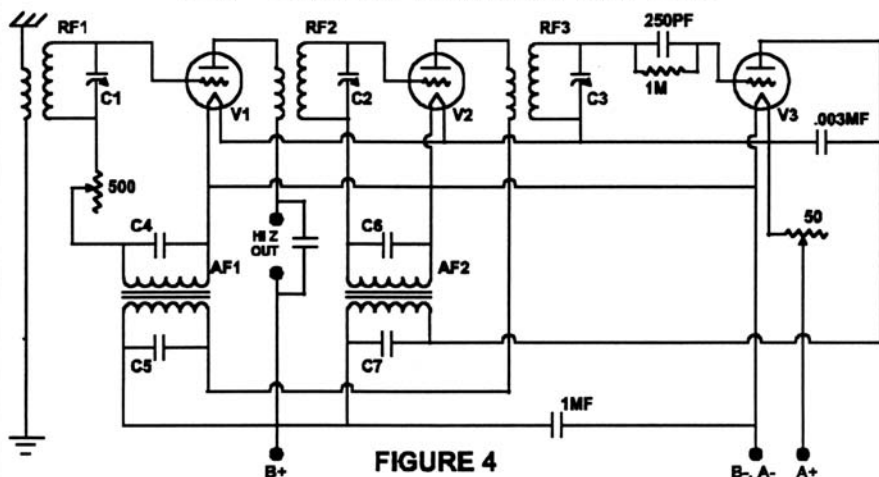 RF1
C1
V1
RF2
C2
V2
RF3
250PF
1M
C3
V3
.003MF
500
C4
AF1
HI Z
OUT
C6
AF2
50
C5
C7
1MF
B+
FIGURE 4
B-, A-
A+